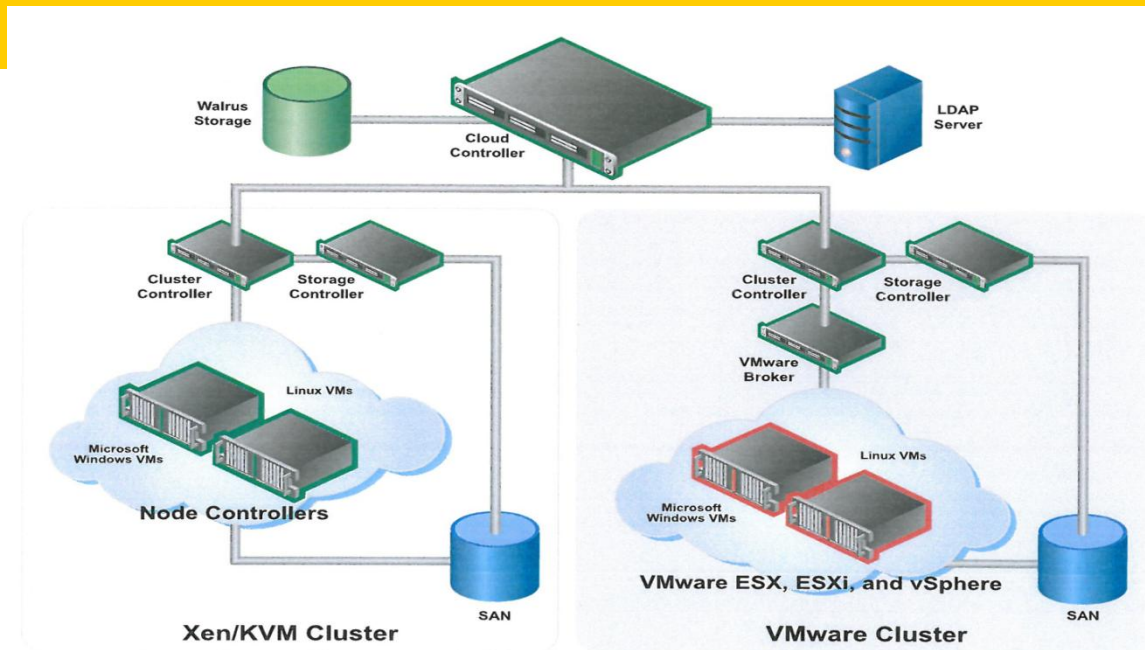 Walrus
Storage
Cloud
Controller
LDAP
Server
Cluster
Controller
Storage
Controller
Linux VMs
Microsoft
Windows VMs
Node Controllers
SAN
Xen/KVM Cluster
Cluster
Controller
Storage
Controller
VMware
Broker
Linux VMs
Microsoft
Windows VMs
VMware ESX, ESXi, and vSphere
SAN
VMware Cluster